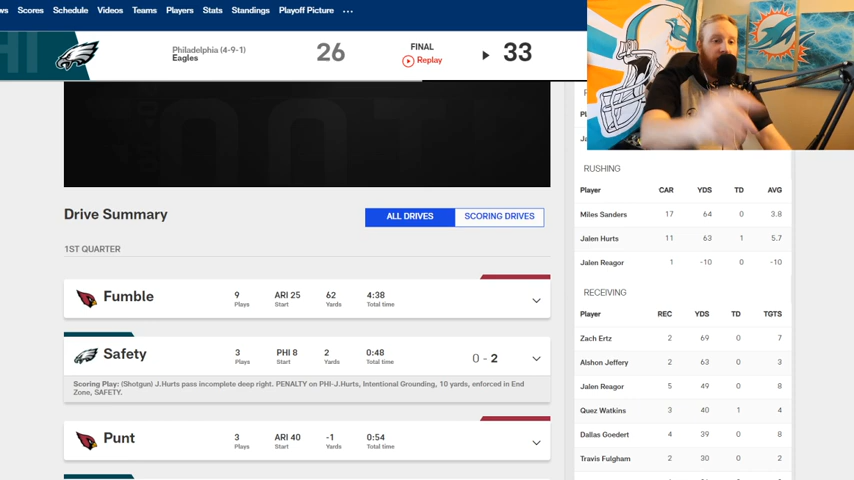 Scores Schedule Videos Teams Players Stats Standings Playoff Picture ...
Philadelphia (4-9-1)
Eagles
26
FINAL
Replay
33
Drive Summary
ALL DRIVES
SCORING DRIVES
1ST QUARTER
Fumble
9
Plays
ARI 25
Start
62
Yards
4:38
Total time
Safety
3
Plays
PHI 8
Start
2
Yards
0:48
Total time
0 - 2
Scoring Play: (Shotgun) J.Hurts pass incomplete deep right. PENALTY on PHI-J.Hurts, Intentional Grounding, 10 yards, enforced in End
Zone, SAFETY.
Punt
3
Plays
ARI 40
Start
-1
Yards
0:54
Total time
RUSHING
Player CAR YDS TD AVG
Miles Sanders 17 64 0 3.8
Jalen Hurts 11 63 1 5.7
Jalen Reagor 1 -10 0 -10
RECEIVING
Player REC YDS TD TGTS
Zach Ertz 2 69 0 7
Alshon Jeffery 2 63 0 3
Jalen Reagor 5 49 0 8
Quez Watkins 3 40 1 4
Dallas Goedert 4 39 0 8
Travis Fulgham 2 30 0 2